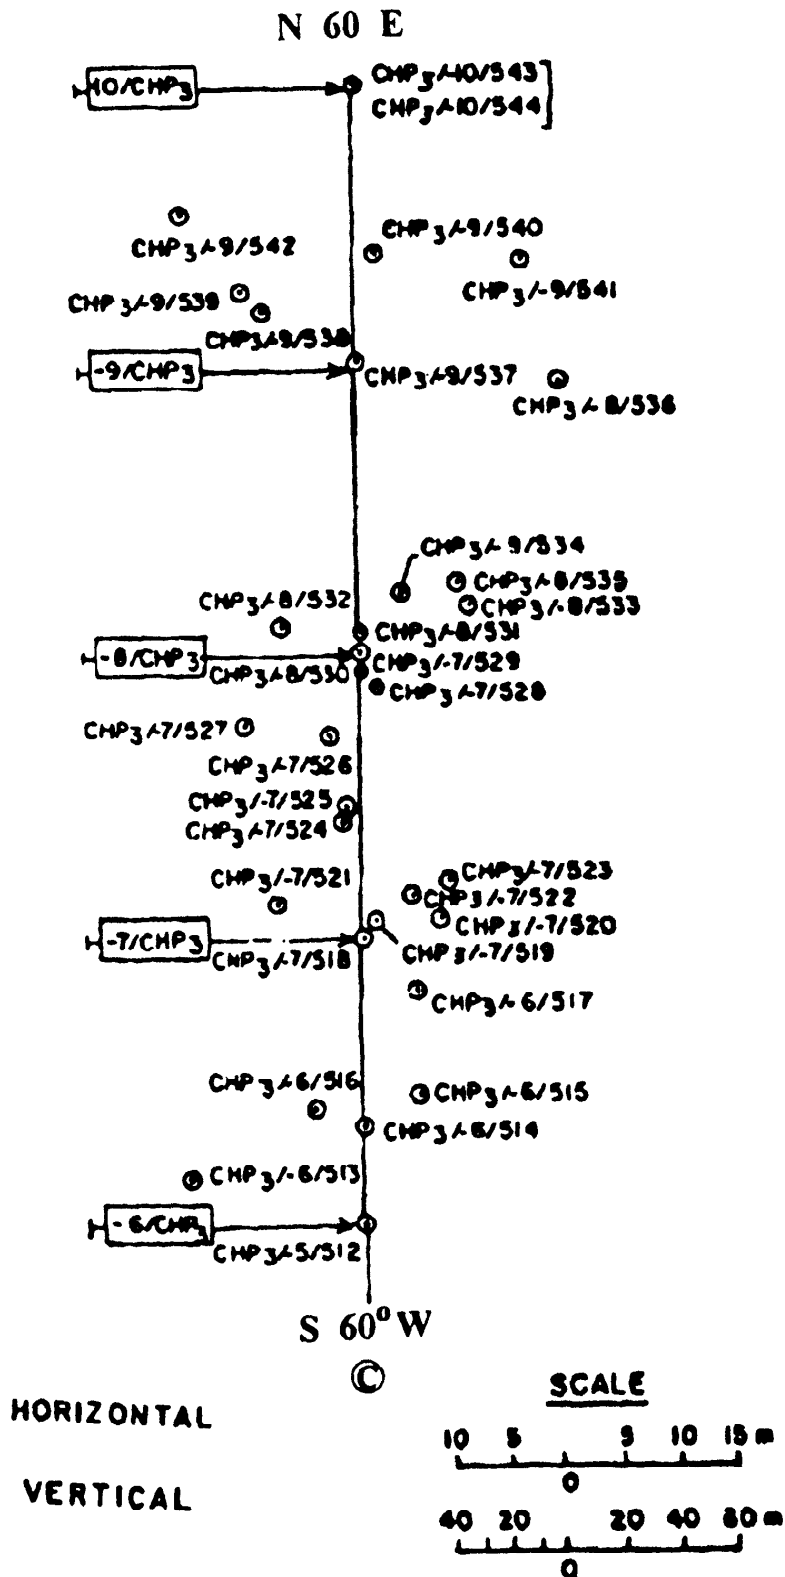 N 60 E
-10/CHP3
CHP3/-10/543
CHP3/-10/544
CHP3/-9/542
CHP3/-9/540
CHP3/-9/541
CHP3/-9/539
CHP3/-9/538
-9/CHP3
CHP3/-9/537
CHP3/-8/536
CHP3/-9/534
CHP3/-8/535
CHP3/-8/533
CHP3/-8/532
CHP3/-8/531
-8/CHP3
CHP3/-7/529
CHP3/-8/530
CHP3/-7/528
CHP3/-7/527
CHP3/-7/526
CHP3/-7/525
CHP3/-7/524
CHP3/-7/523
CHP3/-7/521
CHP3/-7/522
CHP3/-7/520
-7/CHP3
CHP3/-7/519
CHP3/-7/518
CHP3/-6/517
CHP3/-6/516
CHP3/-6/515
CHP3/-6/514
CHP3/-6/513
-6/CHP3
CHP3/-5/512
S 60° W
©
SCALE
HORIZONTAL
10 5 5 10 15 m
0
VERTICAL
40 20 20 40 60 m
0